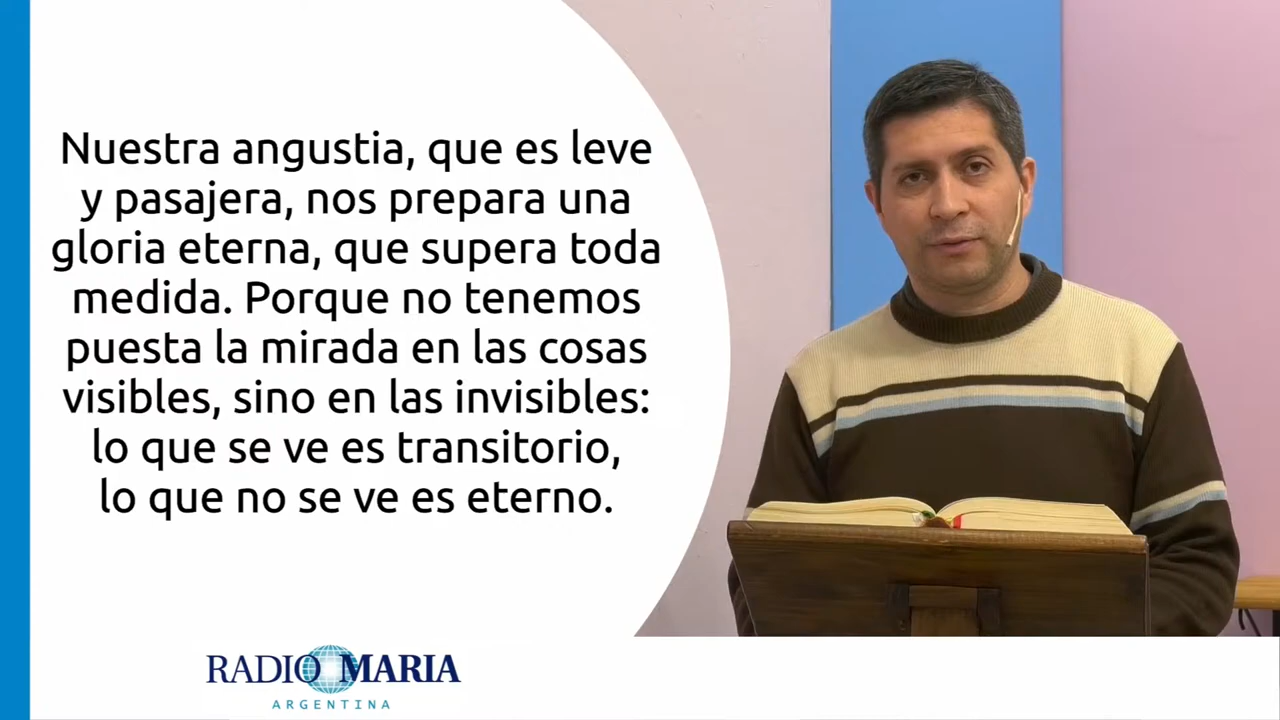 Nuestra angustia, que es leve
y pasajera, nos prepara una
gloria eterna, que supera toda
medida. Porque no tenemos
puesta la mirada en las cosas
visibles, sino en las invisibles:
lo que se ve es transitorio,
lo que no se ve es eterno.
RADIO MARIA
ARGENTINA